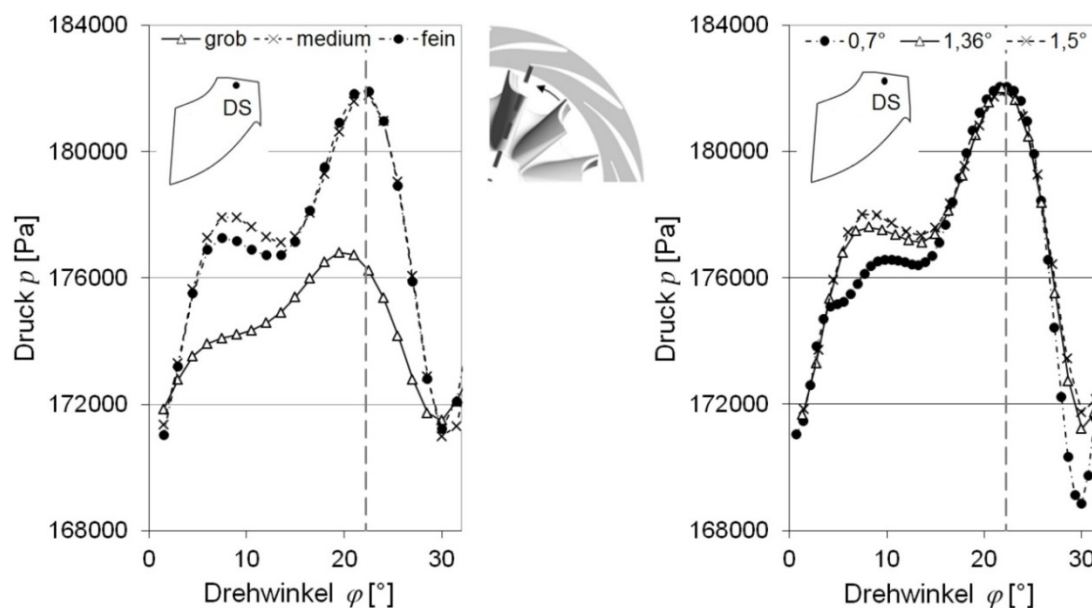 grob medium fein
DS
184000
180000
176000
172000
168000
Druck p [Pa]
0 10 20 30
Drehwinkel φ [°]
0,7° 1,36° 1,5°
DS
184000
180000
176000
172000
168000
Druck p [Pa]
0 10 20 30
Drehwinkel φ [°]